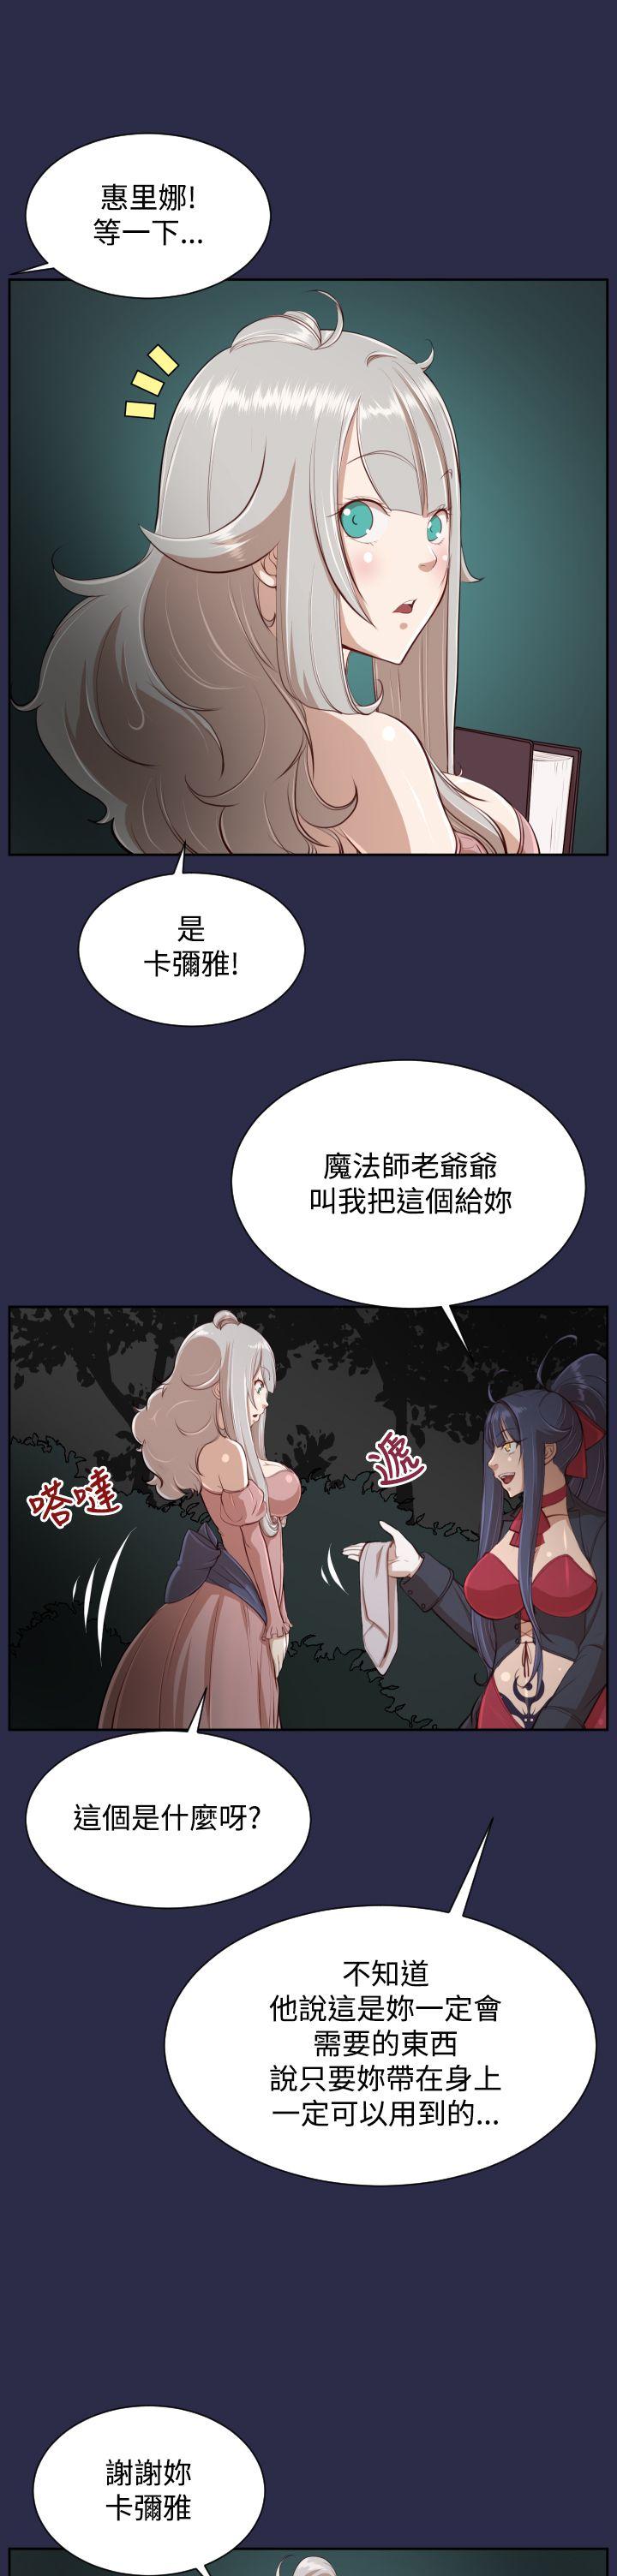 惠里娜!
等一下...
是
卡彌雅!
魔法師老爺爺
叫我把這個給妳
遞
嗒噠
這個是什麼呀?
不知道
他說這是妳一定會
需要的東西
說只要妳帶在身上
一定可以用到的...
謝謝妳
卡彌雅